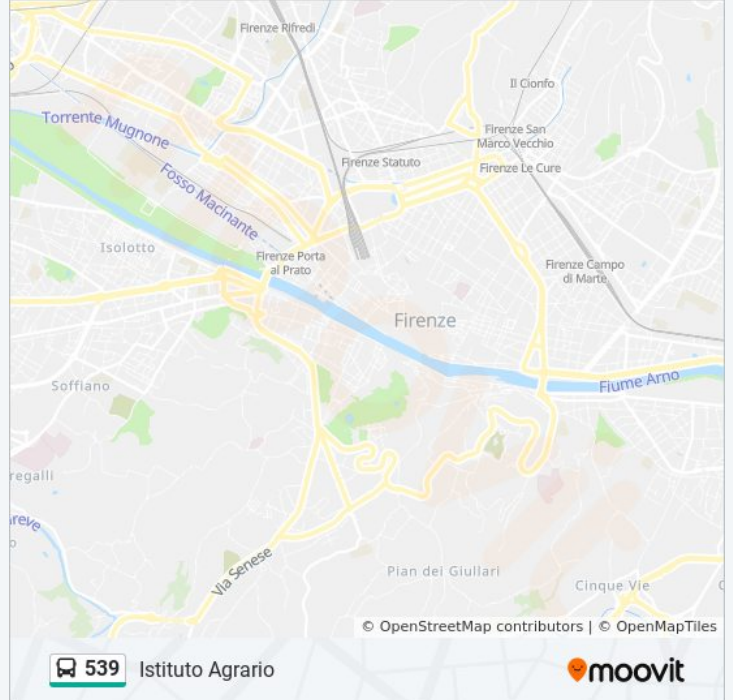 Firenze Rifredi
Il Cionfo
Torrente Mugnone
Firenze San
Marco Vecchio
Firenze Statuto
Firenze Le Cure
Fosso Macinante
Isolotto
Firenze Porta
al Prato
Firenze Campo
di Marte
Firenze
Soffiano
Fiume Arno
regalli
reve
Via Senese
Pian dei Giullari
Cinque Vie
© OpenStreetMap contributors | © OpenMapTiles
539 Istituto Agrario
moovit